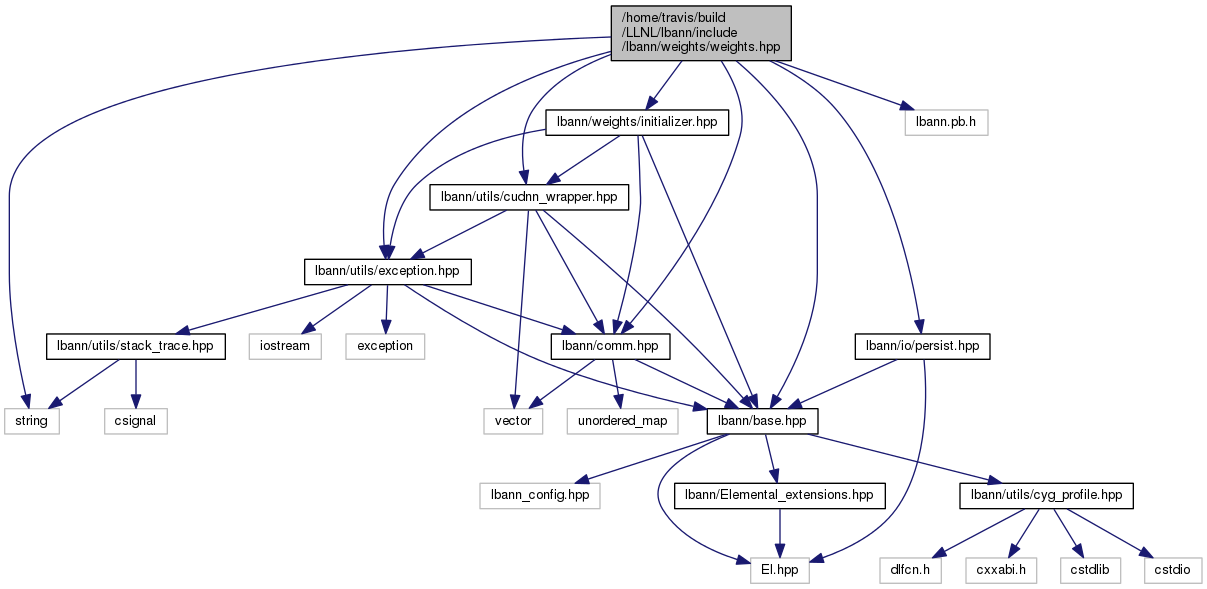 /home/travis/build
/LLNL/lbann/include
/lbann/weights/weights.hpp
lbann/weights/initializer.hpp
lbann.pb.h
lbann/utils/cudnn_wrapper.hpp
lbann/utils/exception.hpp
lbann/utils/stack_trace.hpp
iostream
exception
lbann/comm.hpp
lbann/io/persist.hpp
string
csignal
vector
unordered_map
lbann/base.hpp
lbann_config.hpp
lbann/Elemental_extensions.hpp
lbann/utils/cyg_profile.hpp
El.hpp
dlfcn.h
cxxabi.h
cstdlib
cstdio